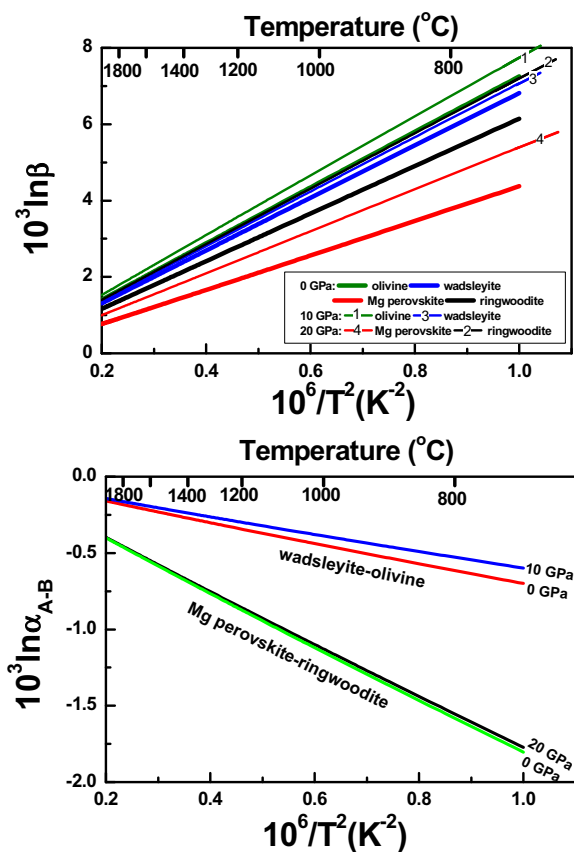 Temperature (°C)
1800 1400 1200 1000 800
8
6
4
2
0
10³lnβ
1
2
3
4
0 GPa: olivine wadsleyite
Mg perovskite ringwoodite
10 GPa: 1 olivine 3 wadsleyite
20 GPa: 4 Mg perovskite 2 ringwoodite
0.2 0.4 0.6 0.8 1.0
10⁶/T²(K⁻²)
Temperature (°C)
1800 1400 1200 1000 800
0.0
-0.5
-1.0
-1.5
-2.0
10³lnα_A-B
wadsleyite-olivine
10 GPa
0 GPa
Mg perovskite-ringwoodite
20 GPa
0 GPa
0.2 0.4 0.6 0.8 1.0
10⁶/T²(K⁻²)